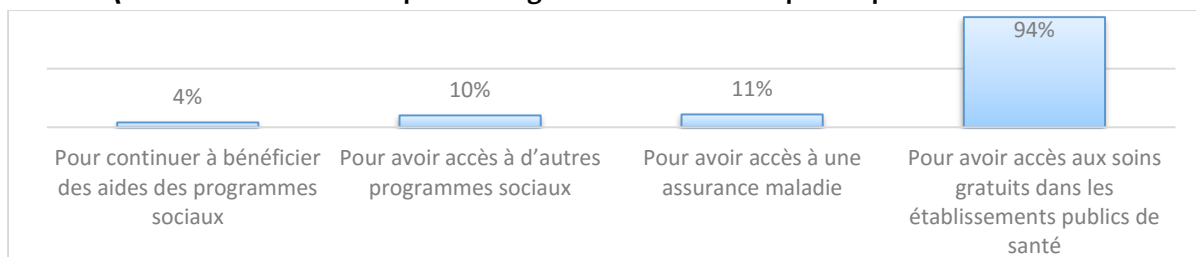 94%
4%
10%
11%
Pour continuer à bénéficier
des aides des programmes
sociaux
Pour avoir accès à d’autres
programmes sociaux
Pour avoir accès à une
assurance maladie
Pour avoir accès aux soins
gratuits dans les
établissements publics de
santé